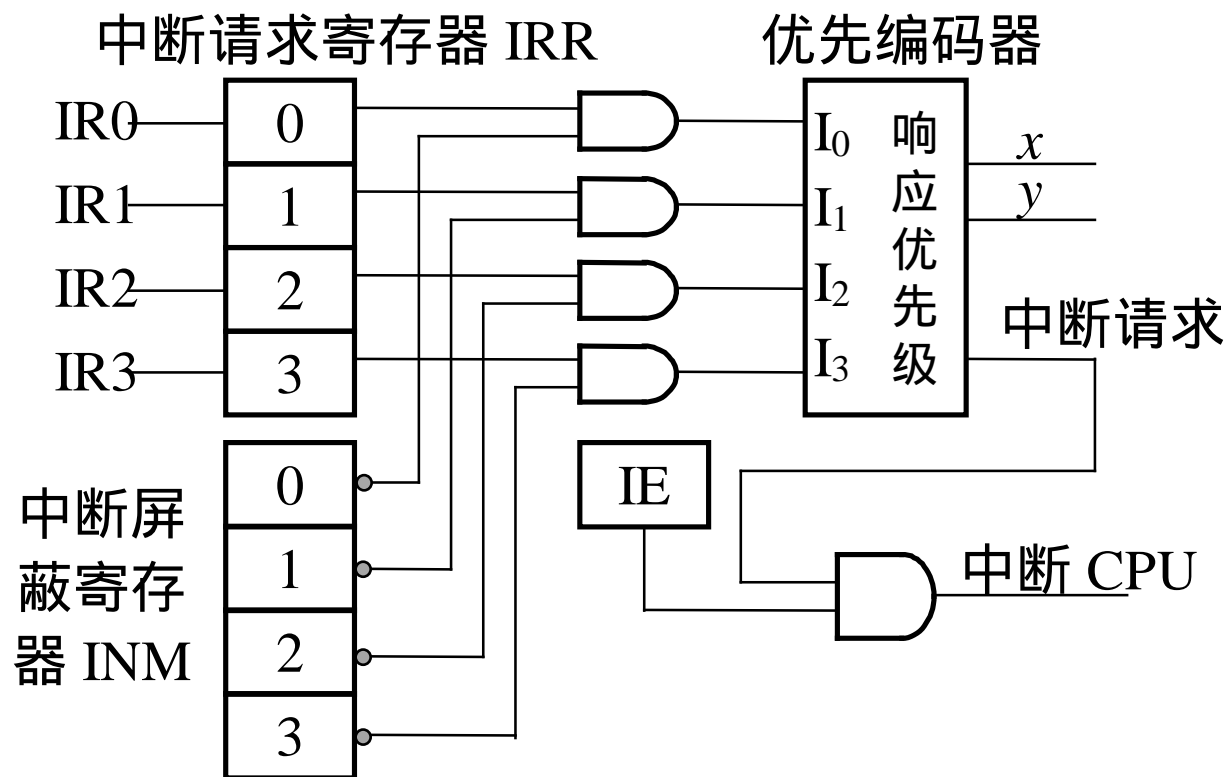 中断请求寄存器 IRR
优先编码器
IR0
0
IR1
1
IR2
2
IR3
3
I0
I1
I2
I3
响应优先级
x
y
中断请求
中断屏蔽寄存器 INM
0
1
2
3
IE
中断 CPU